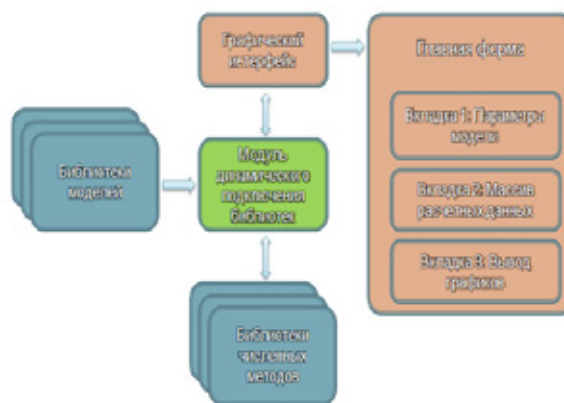 Графический
интерфейс
Главная форма
Вкладка 1: Параметры
модели
Модуль
динамического
подключения
библиотек
Библиотеки
моделей
Вкладка 2: Массив
расчетных данных
Вкладка 3: Вывод
графиков
Библиотеки
численных
методов